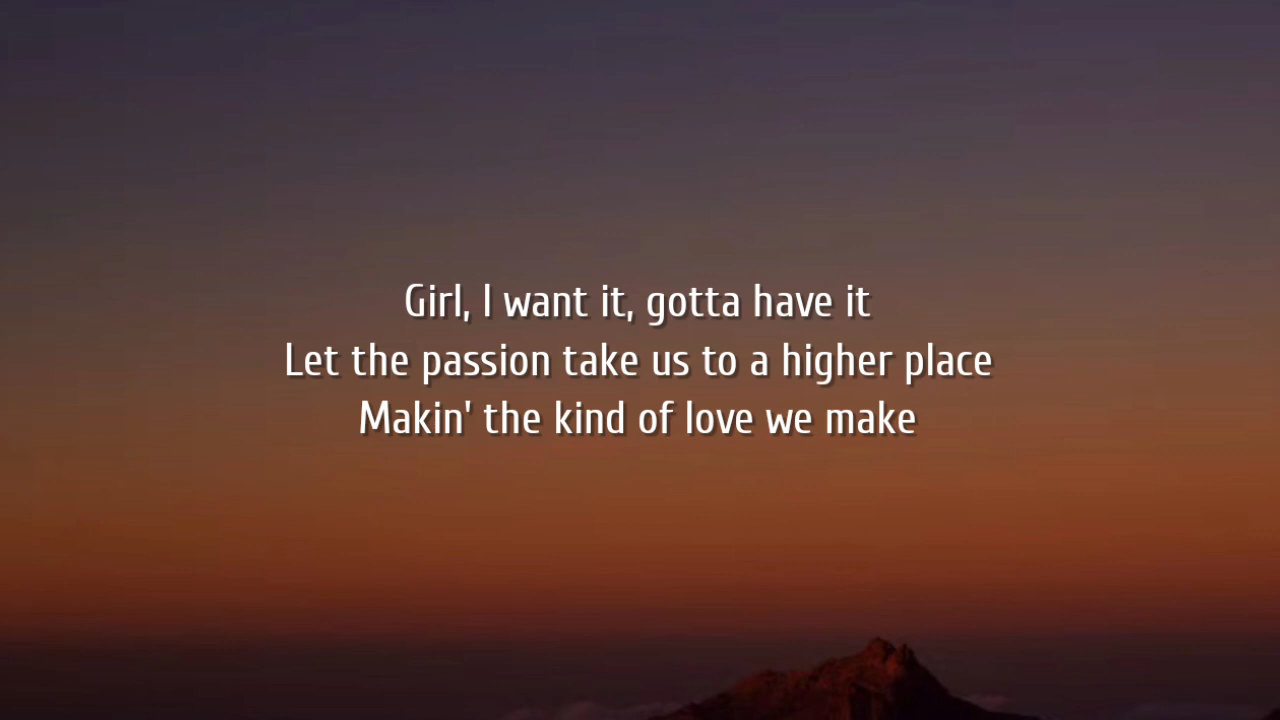 Girl, I want it, gotta have it
Let the passion take us to a higher place
Makin' the kind of love we make